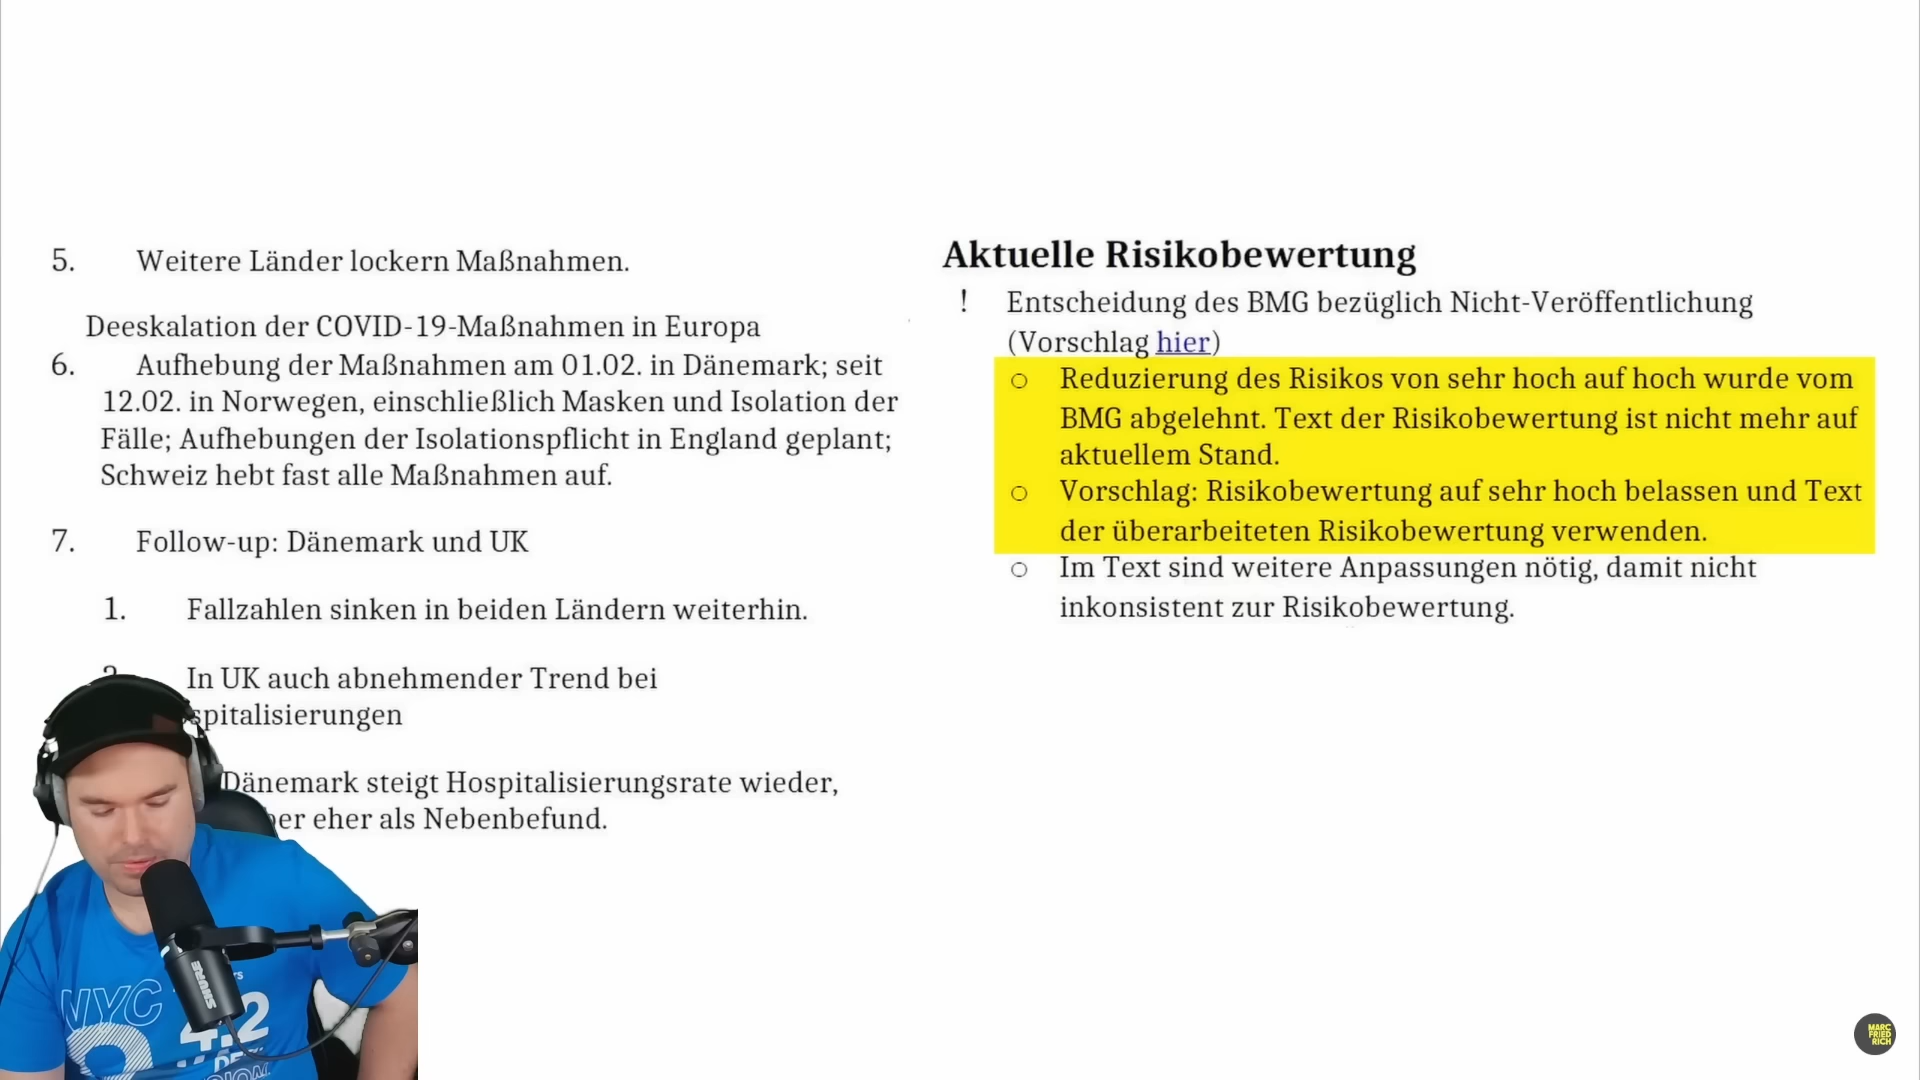 5. Weitere Länder lockern Maßnahmen.
Deeskalation der COVID-19-Maßnahmen in Europa
6. Aufhebung der Maßnahmen am 01.02. in Dänemark; seit
12.02. in Norwegen, einschließlich Masken und Isolation der
Fälle; Aufhebungen der Isolationspflicht in England geplant;
Schweiz hebt fast alle Maßnahmen auf.
7. Follow-up: Dänemark und UK
1. Fallzahlen sinken in beiden Ländern weiterhin.
In UK auch abnehmender Trend bei
spitalisierungen
Dänemark steigt Hospitalisierungsrate wieder,
ber eher als Nebenbefund.
Aktuelle Risikobewertung
! Entscheidung des BMG bezüglich Nicht-Veröffentlichung
(Vorschlag hier)
○ Reduzierung des Risikos von sehr hoch auf hoch wurde vom
BMG abgelehnt. Text der Risikobewertung ist nicht mehr auf
aktuellem Stand.
○ Vorschlag: Risikobewertung auf sehr hoch belassen und Text
der überarbeiteten Risikobewertung verwenden.
○ Im Text sind weitere Anpassungen nötig, damit nicht
inkonsistent zur Risikobewertung.
SHURE
NYC
MARC
FRIED
RICH